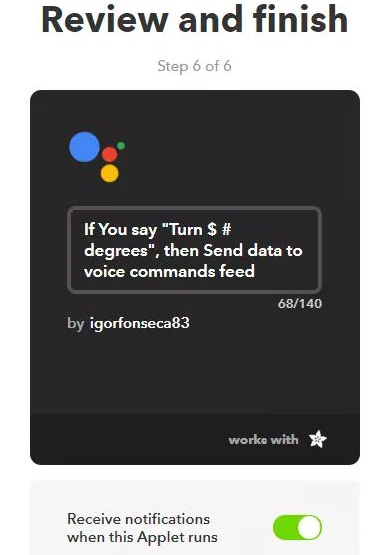 Review and finish
Step 6 of 6
If You say "Turn $ #
degrees", then Send data to
voice commands feed
68/140
by igorfonseca83
works with
Receive notifications
when this Applet runs